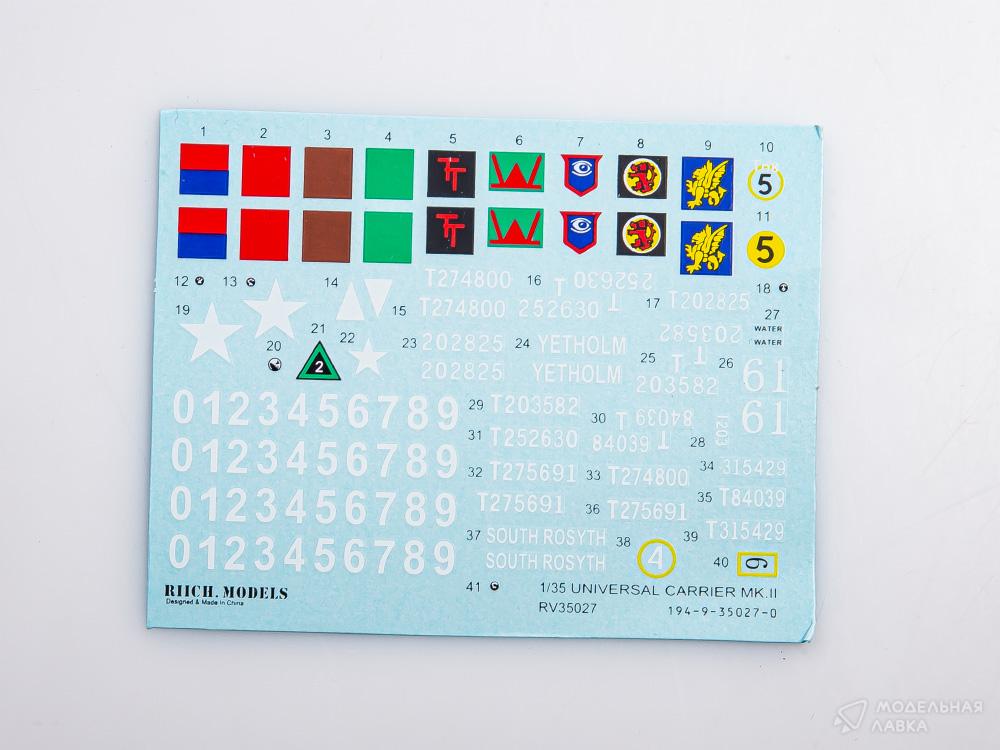 1 2 3 4 5 6 7 8 9 10
5
11
5
12 13 14 T274800 16 T 252630 252630 18
15 T274800 252630 T 17 T202825
19 27
WATER
WATER
20 21 22 23 202825 24 YETHOLM 25 T 203582 T 26 61
2
202825 YETHOLM 203582
0123456789 29 T203582 30 T 84039 T203 61
31 T252630 84039 T 28
0123456789 32 T275691 33 T274800 34 315429
0123456789 T275691 36 T275691 35 T84039
37 SOUTH ROSYTH 38 4 39 T315429
0123456789 SOUTH ROSYTH 40 6
RIICH.MODELS 41 1/35 UNIVERSAL CARRIER MK.II
Designed & Made In China RV35027 194-9-35027-0
МОДЕЛЬНАЯ
ЛАВКА